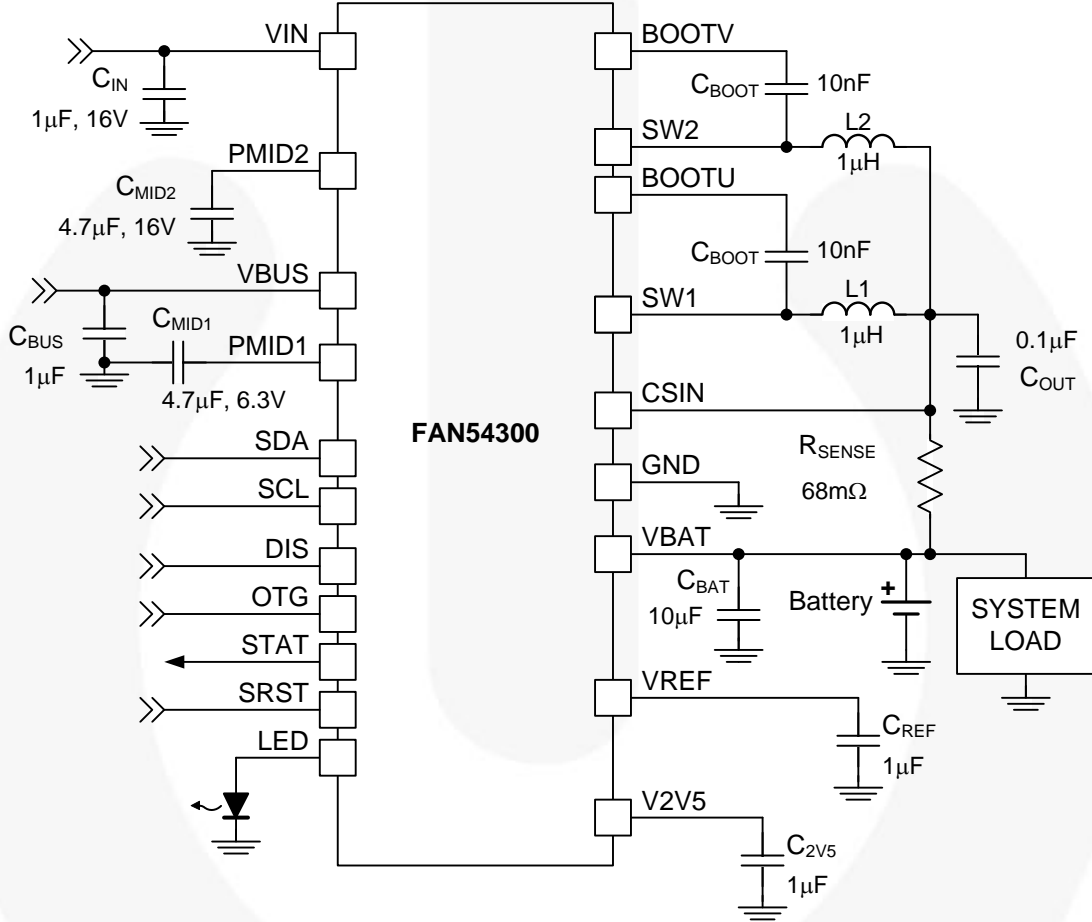 VIN
C_IN
1µF, 16V
PMID2
C_MID2
4.7µF, 16V
VBUS
C_BUS
1µF
C_MID1
PMID1
4.7µF, 6.3V
SDA
SCL
DIS
OTG
STAT
SRST
LED
FAN54300
BOOTV
C_BOOT 10nF
SW2
L2
1µH
BOOTU
C_BOOT 10nF
SW1
L1
1µH
0.1µF
C_OUT
CSIN
R_SENSE
68mΩ
GND
VBAT
C_BAT
10µF
Battery +
SYSTEM
LOAD
VREF
C_REF
1µF
V2V5
C_2V5
1µF